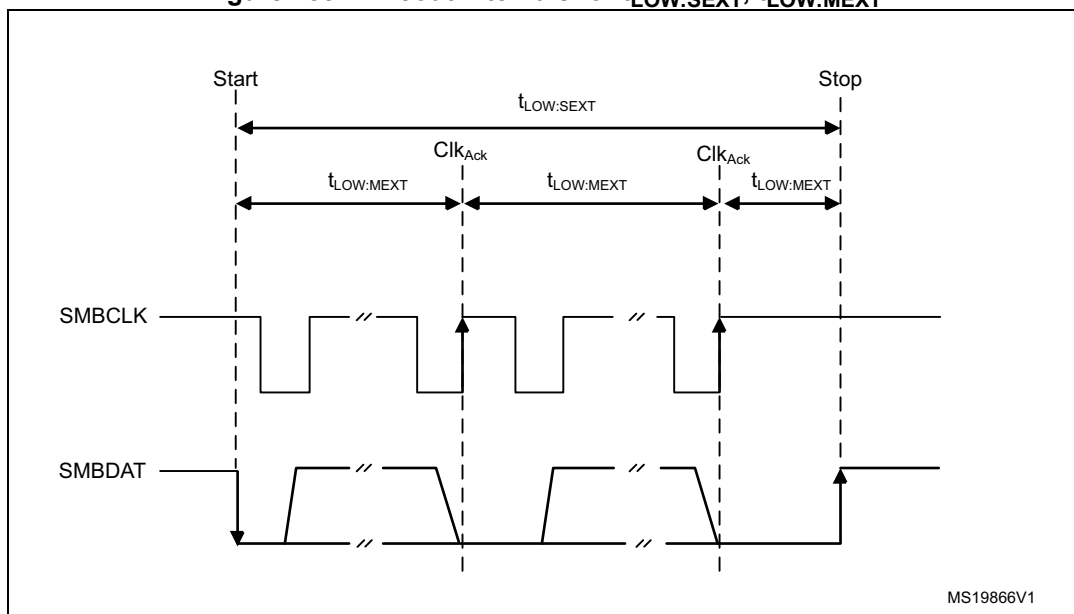 Start
Stop
tLOW:SEXT
ClkAck
ClkAck
tLOW:MEXT
tLOW:MEXT
tLOW:MEXT
SMBCLK
SMBDAT
MS19866V1